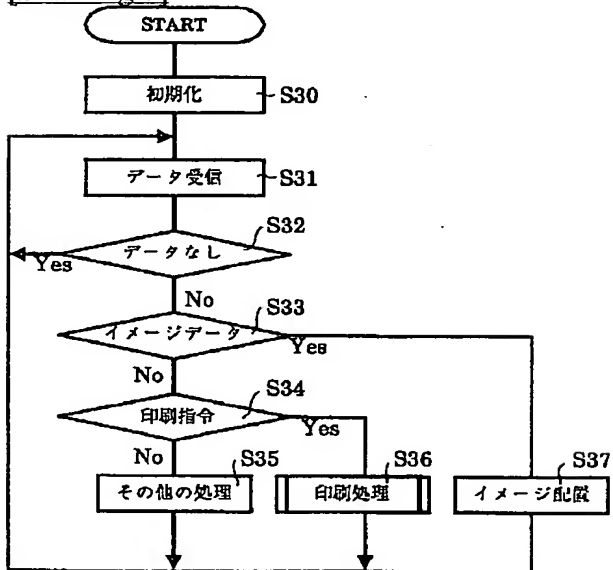 START
初期化 S30
データ受信 S31
S32
データなし
Yes
No
S33
イメージデータ
Yes
No
S34
印刷指令
Yes
No
S35 S36 S37
その他の処理 印刷処理 イメージ配置